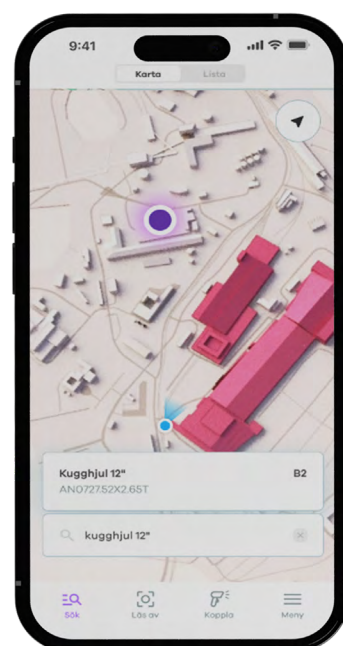 9:41
Karta Lista
Kugghjul 12" B2
AN0727.52X2.65T
kugghjul 12"
Sök Läs av Koppla Meny